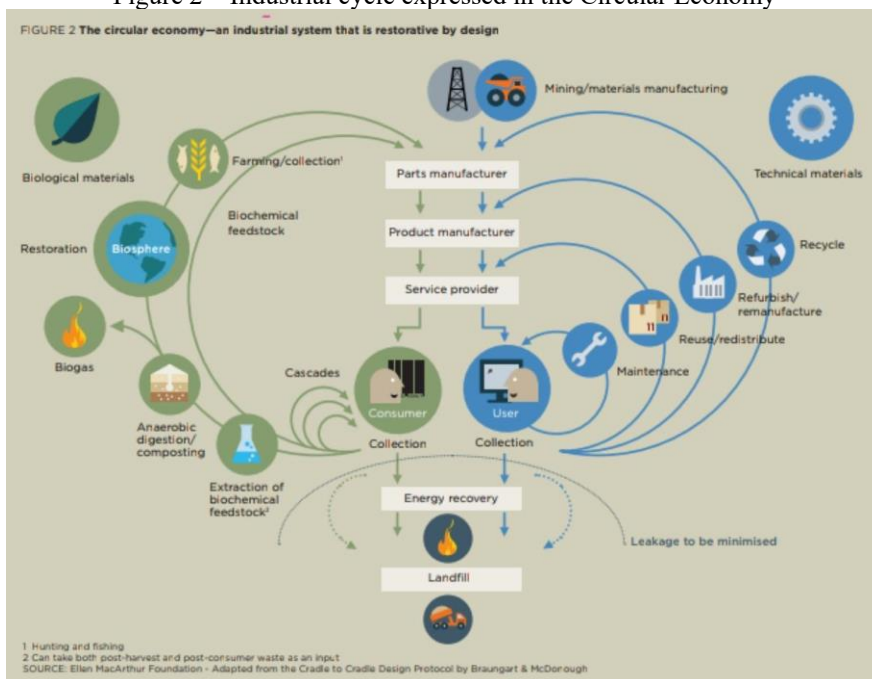 Figure 2 – Industrial cycle expressed in the Circular Economy
FIGURE 2 The circular economy—an industrial system that is restorative by design
Mining/materials manufacturing
Biological materials
Farming/collection¹
Parts manufacturer
Technical materials
Biochemical
feedstock
Restoration
Biosphere
Product manufacturer
Recycle
Service provider
Refurbish/
remanufacture
Biogas
Cascades
11
n
Reuse/redistribute
Maintenance
Consumer
User
Anaerobic
digestion/
composting
Collection
Collection
Extraction of
biochemical
feedstock²
Energy recovery
Leakage to be minimised
Landfill
1 Hunting and fishing
2 Can take both post-harvest and post-consumer waste as an input
SOURCE: Ellen MacArthur Foundation - Adapted from the Cradle to Cradle Design Protocol by Braungart & McDonough